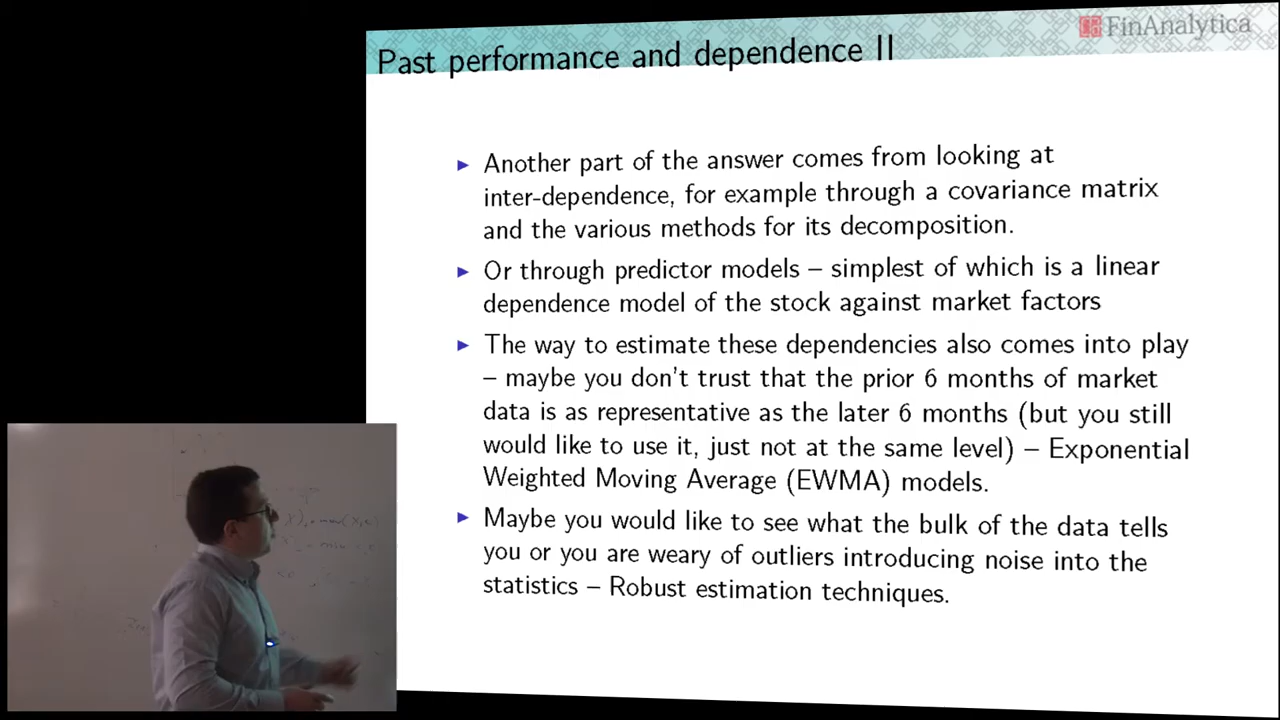 FinAnalytica
Past performance and dependence II
► Another part of the answer comes from looking at
inter-dependence, for example through a covariance matrix
and the various methods for its decomposition.
► Or through predictor models – simplest of which is a linear
dependence model of the stock against market factors
► The way to estimate these dependencies also comes into play
– maybe you don't trust that the prior 6 months of market
data is as representative as the later 6 months (but you still
would like to use it, just not at the same level) – Exponential
Weighted Moving Average (EWMA) models.
► Maybe you would like to see what the bulk of the data tells
you or you are weary of outliers introducing noise into the
statistics – Robust estimation techniques.